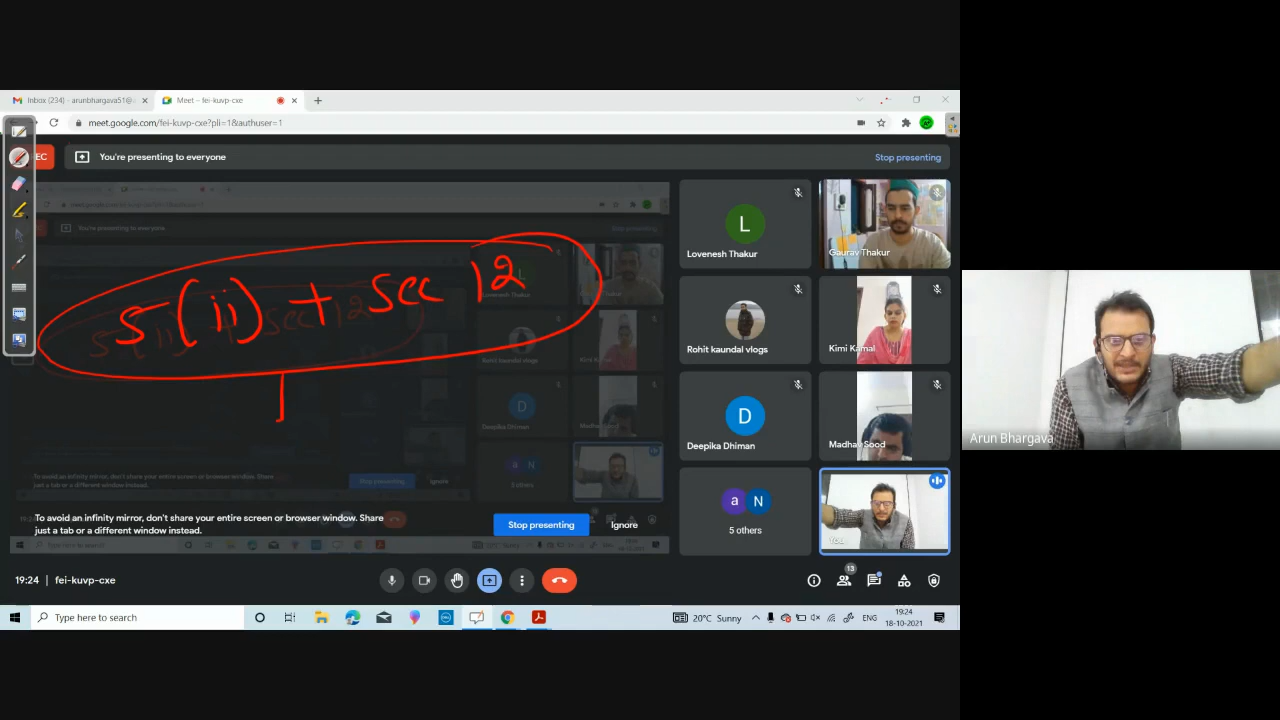 Inbox (234) - arunbhargava51@
Meet – fei-kuvp-cxe
meet.google.com/fei-kuvp-cxe?pli=1&authuser=1
EC
You're presenting to everyone
Stop presenting
5(ii) + Sec 12
Lovenesh Thakur
Gaurav Thakur
Rohit kaundal vlogs
Kimi Kamal
Deepika Dhiman
Madhav Sood
5 others
You
To avoid an infinity mirror, don't share your entire screen or browser window. Share
just a tab or a different window instead.
Stop presenting
Ignore
19:24 | fei-kuvp-cxe
13
Type here to search
20°C Sunny
ENG
19:24
18-10-2021
Arun Bhargava
L
D
a
N